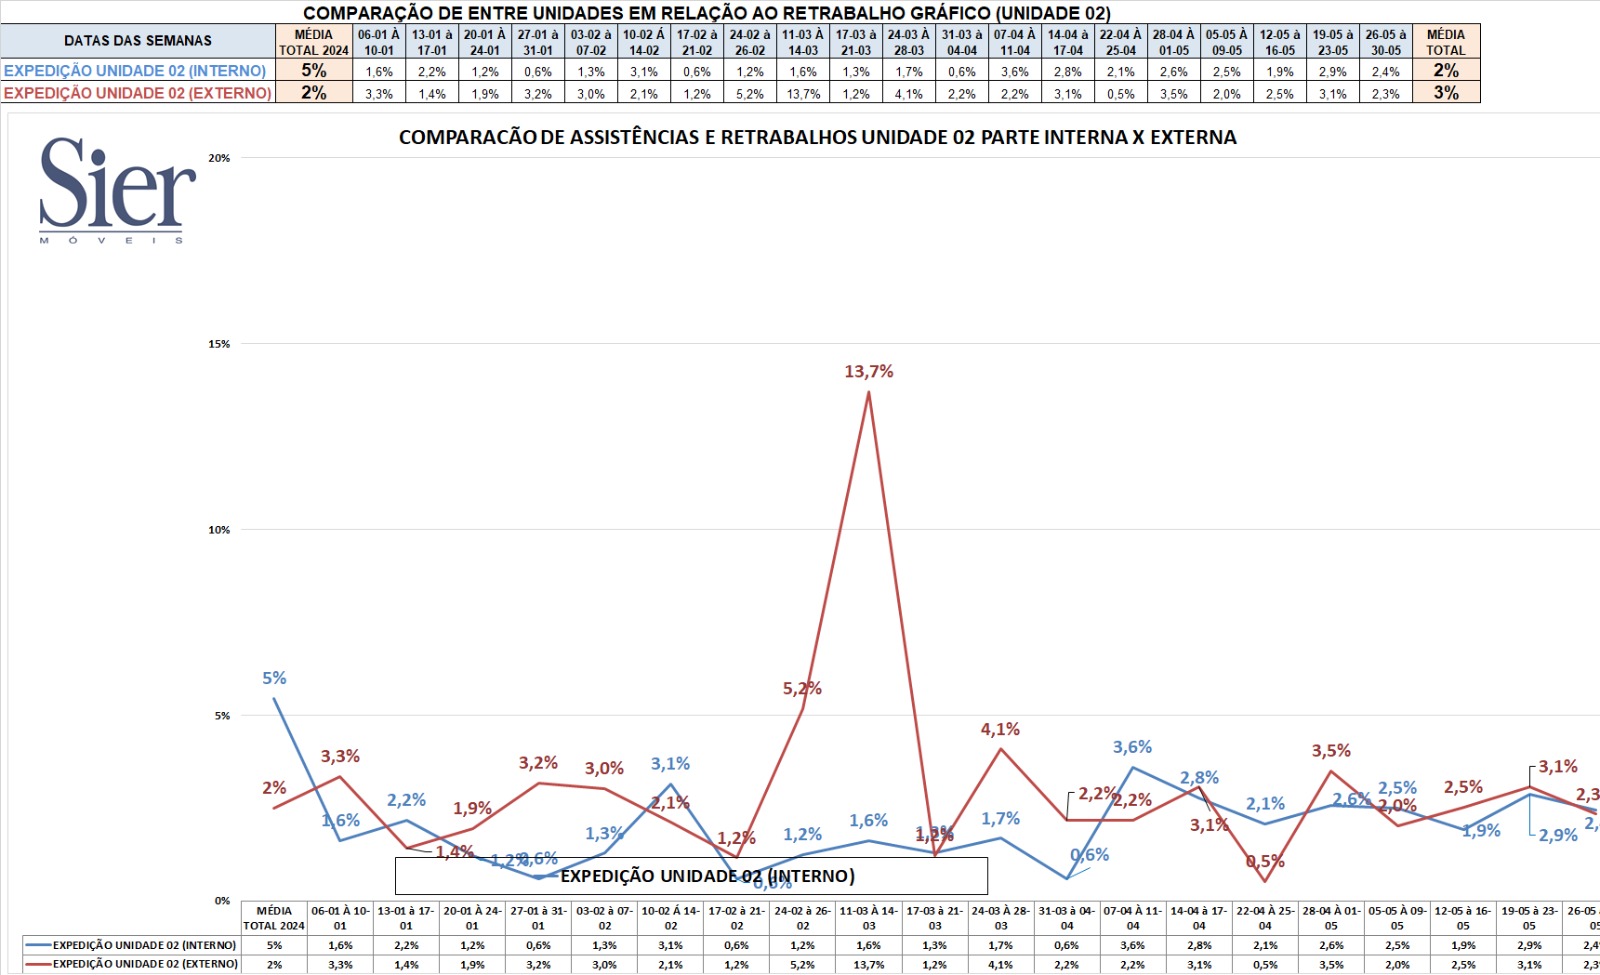 COMPARAÇÃO DE ENTRE UNIDADES EM RELAÇÃO AO RETRABALHO GRÁFICO (UNIDADE 02)
DATAS DAS SEMANAS MÉDIA TOTAL 2024 06-01 À 10-01 13-01 à 17-01 20-01 À 24-01 27-01 à 31-01 03-02 à 07-02 10-02 Á 14-02 17-02 à 21-02 24-02 à 26-02 11-03 À 14-03 17-03 à 21-03 24-03 À 28-03 31-03 à 04-04 07-04 À 11-04 14-04 à 17-04 22-04 À 25-04 28-04 À 01-05 05-05 À 09-05 12-05 à 16-05 19-05 à 23-05 26-05 à 30-05 MÉDIA TOTAL
EXPEDIÇÃO UNIDADE 02 (INTERNO) 5% 1,6% 2,2% 1,2% 0,6% 1,3% 3,1% 0,6% 1,2% 1,6% 1,3% 1,7% 0,6% 3,6% 2,8% 2,1% 2,6% 2,5% 1,9% 2,9% 2,4% 2%
EXPEDIÇÃO UNIDADE 02 (EXTERNO) 2% 3,3% 1,4% 1,9% 3,2% 3,0% 2,1% 1,2% 5,2% 13,7% 1,2% 4,1% 2,2% 2,2% 3,1% 0,5% 3,5% 2,0% 2,5% 3,1% 2,3% 3%
COMPARACÃO DE ASSISTÊNCIAS E RETRABALHOS UNIDADE 02 PARTE INTERNA X EXTERNA
Sier
MÓVEIS
20%
15%
13,7%
10%
5%
5,2%
5%
4,1%
3,3% 3,2% 3,0% 3,1% 3,6% 3,5% 3,1%
2% 2,2% 1,9% 2,1% 2,2% 2,2% 2,8% 2,1% 2,6% 2,5% 2,0% 2,5% 2,3
1,6% 1,3% 1,2% 1,2% 1,6% 1,3% 1,2% 1,7% 3,1% 1,9% 2,9%
1,4% 1,2% 0,6% 0,6% 0,5%
EXPEDIÇÃO UNIDADE 02 (INTERNO) 0,6%
0%
MÉDIA TOTAL 2024 06-01 À 10-01 13-01 à 17-01 20-01 À 24-01 27-01 à 31-01 03-02 à 07-02 10-02 Á 14-02 17-02 à 21-02 24-02 à 26-02 11-03 À 14-03 17-03 à 21-03 24-03 À 28-03 31-03 à 04-04 07-04 À 11-04 14-04 à 17-04 22-04 À 25-04 28-04 À 01-05 05-05 À 09-05 12-05 à 16-05 19-05 à 23-05 26-05
EXPEDIÇÃO UNIDADE 02 (INTERNO) 5% 1,6% 2,2% 1,2% 0,6% 1,3% 3,1% 0,6% 1,2% 1,6% 1,3% 1,7% 0,6% 3,6% 2,8% 2,1% 2,6% 2,5% 1,9% 2,9% 2,4
EXPEDIÇÃO UNIDADE 02 (EXTERNO) 2% 3,3% 1,4% 1,9% 3,2% 3,0% 2,1% 1,2% 5,2% 13,7% 1,2% 4,1% 2,2% 2,2% 3,1% 0,5% 3,5% 2,0% 2,5% 3,1% 2,3